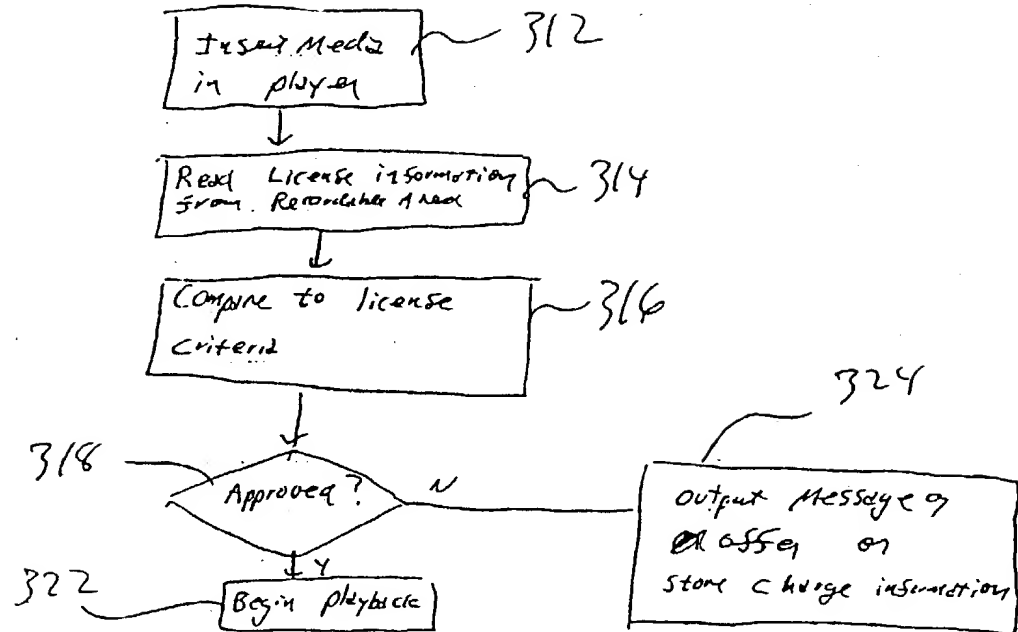 Insert Media
in player
312
Read License information
from Recordable Area
314
Compare to license
criteria
316
324
318
Approved?
N
output Message or
offer or
store charge information
Y
322
Begin playback